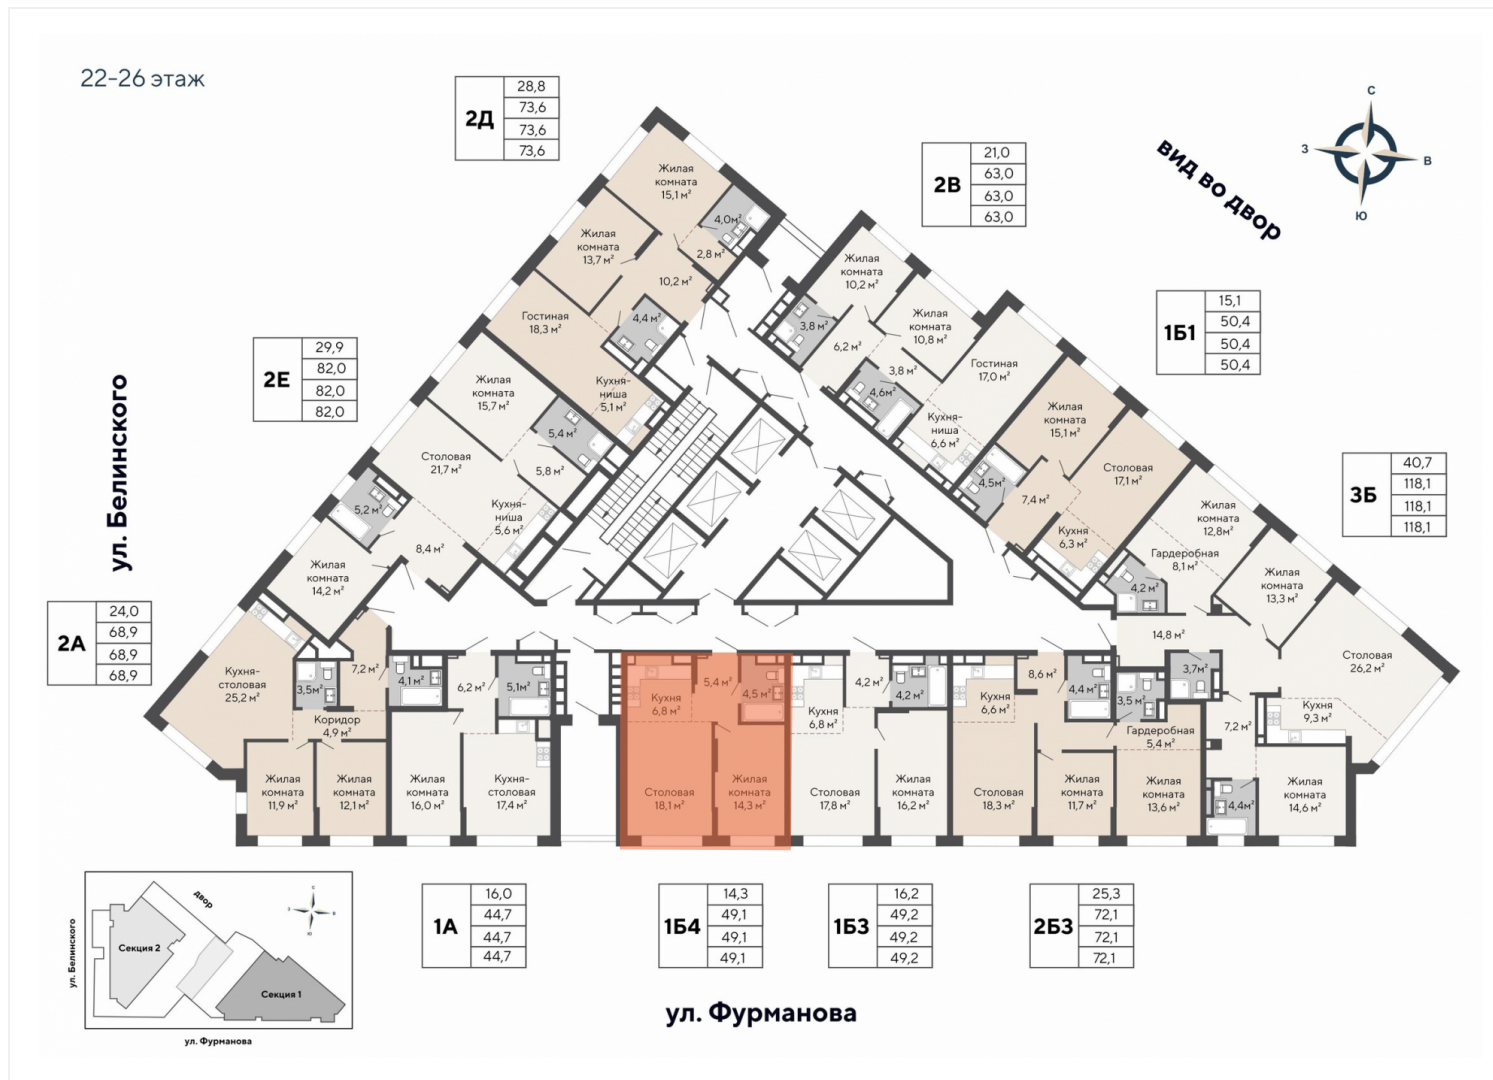 22-26 этаж
2Д
28,8
73,6
73,6
73,6
2В
21,0
63,0
63,0
63,0
С
З
В
Ю
вид во двор
1Б1
15,1
50,4
50,4
50,4
2Е
29,9
82,0
82,0
82,0
3Б
40,7
118,1
118,1
118,1
2А
24,0
68,9
68,9
68,9
ул. Белинского
Жилая
комната
15,1 м²
4,0м²
2,8 м²
Жилая
комната
13,7 м²
10,2 м²
Гостиная
18,3 м²
4,4м²
Кухня-
ниша
5,1 м²
Жилая
комната
15,7 м²
5,4 м²
Столовая
21,7 м²
5,8 м²
Кухня-
ниша
5,6 м²
5,2 м²
8,4 м²
Жилая
комната
14,2 м²
Жилая
комната
10,2 м²
3,8 м²
6,2 м²
Жилая
комната
10,8 м²
3,8 м²
4,6м²
Гостиная
17,0 м²
Кухня-
ниша
6,6 м²
Жилая
комната
15,1 м²
4,5м²
7,4 м²
Столовая
17,1 м²
Кухня
6,3 м²
Жилая
комната
12,8м²
Гардеробная
8,1 м²
4,2 м²
Жилая
комната
13,3 м²
14,8 м²
Столовая
26,2 м²
3,7м²
3,5 м²
Кухня
9,3 м²
7,2 м²
Гардеробная
5,4 м²
4,4м²
Жилая
комната
14,6 м²
Кухня-
столовая
25,2 м²
3,5м²
7,2 м²
Коридор
4,9 м²
Жилая
комната
11,9 м²
Жилая
комната
12,1 м²
4,1 м²
6,2 м²
5,1м²
Жилая
комната
16,0 м²
Кухня-
столовая
17,4 м²
Кухня
6,8 м²
5,4 м²
4,5м²
Столовая
18,1 м²
Жилая
комната
14,3 м²
Кухня
6,8 м²
4,2 м²
4,2 м²
Столовая
17,8 м²
Жилая
комната
16,2 м²
Кухня
6,6 м²
8,6 м²
4,4 м²
Столовая
18,3 м²
Жилая
комната
11,7 м²
Жилая
комната
13,6 м²
1А
16,0
44,7
44,7
44,7
1Б4
14,3
49,1
49,1
49,1
1Б3
16,2
49,2
49,2
49,2
2Б3
25,3
72,1
72,1
72,1
ул. Фурманова
двор
С
З
В
Ю
Секция 2
Секция 1
ул. Белинского
ул. Фурманова